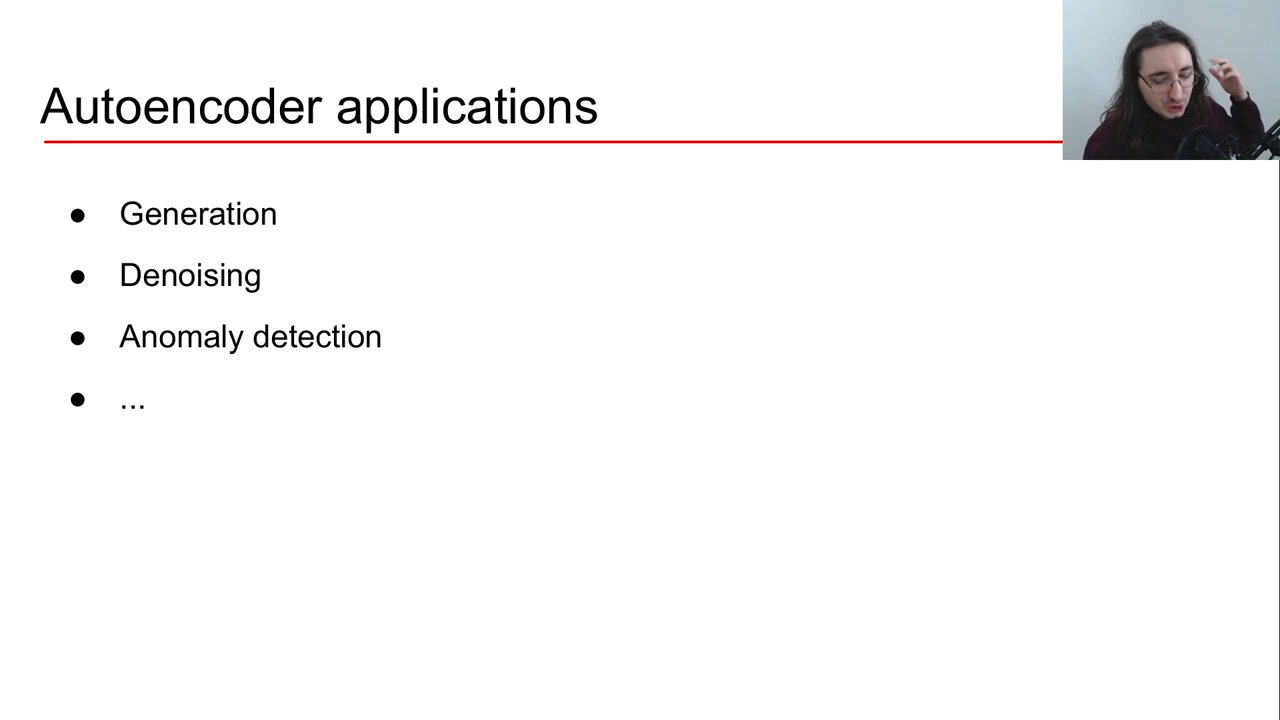 Autoencoder applications
● Generation
● Denoising
● Anomaly detection
● ...